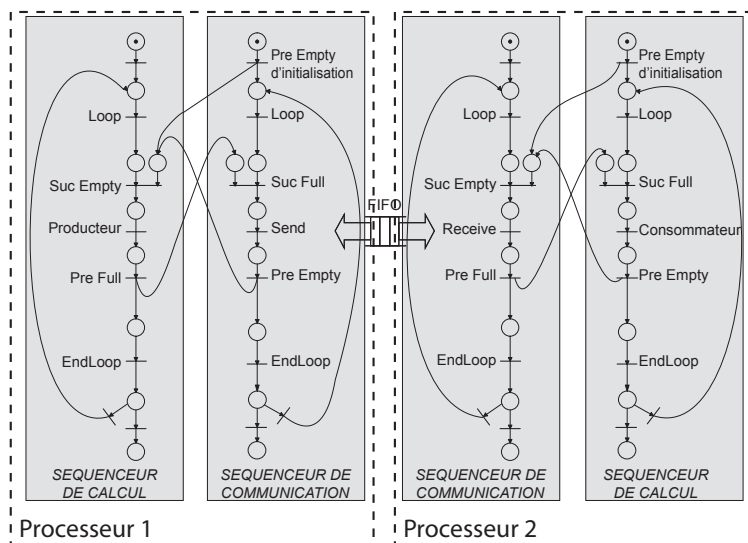 Pre Empty
d'initialisation
Loop
Loop
Suc Empty
Suc Full
Producteur
Send
Pre Full
Pre Empty
EndLoop
EndLoop
SEQUENCEUR
DE CALCUL
SEQUENCEUR DE
COMMUNICATION
Processeur 1
FIFO
Pre Empty
d'initialisation
Loop
Loop
Suc Empty
Suc Full
Receive
Consommateur
Pre Full
Pre Empty
EndLoop
EndLoop
SEQUENCEUR DE
COMMUNICATION
SEQUENCEUR
DE CALCUL
Processeur 2